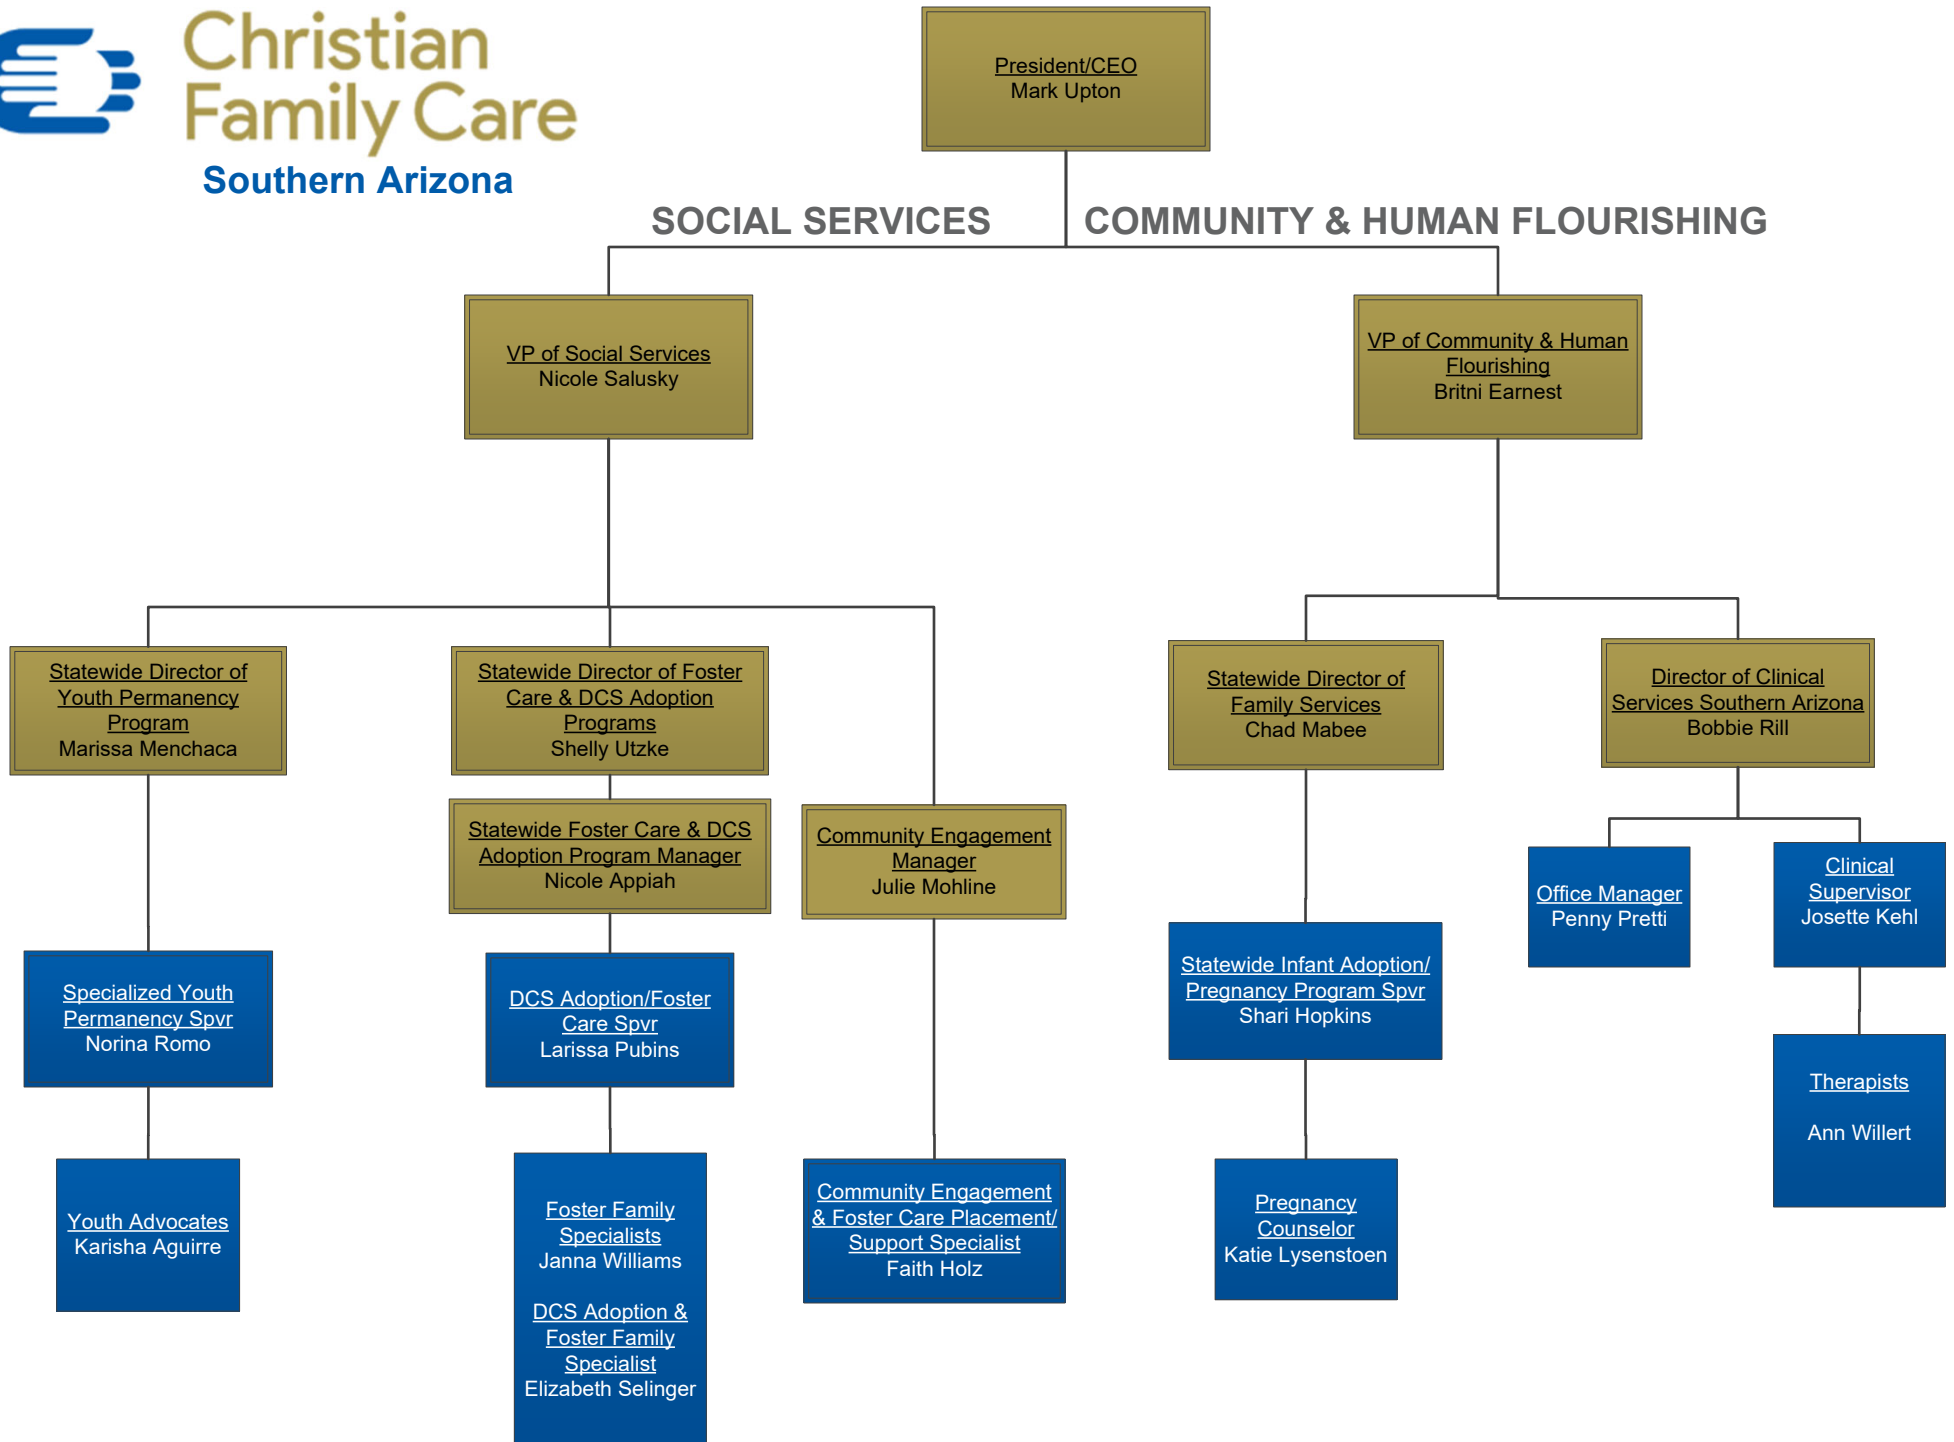 Christian
Family Care
Southern Arizona
President/CEO
Mark Upton
SOCIAL SERVICES
COMMUNITY & HUMAN FLOURISHING
VP of Social Services
Nicole Salusky
VP of Community & Human
Flourishing
Britni Earnest
Statewide Director of
Youth Permanency
Program
Marissa Menchaca
Statewide Director of Foster
Care & DCS Adoption
Programs
Shelly Utzke
Statewide Director of
Family Services
Chad Mabee
Director of Clinical
Services Southern Arizona
Bobbie Rill
Statewide Foster Care & DCS
Adoption Program Manager
Nicole Appiah
Community Engagement
Manager
Julie Mohline
Office Manager
Penny Pretti
Clinical
Supervisor
Josette Kehl
Specialized Youth
Permanency Spvr
Norina Romo
DCS Adoption/Foster
Care Spvr
Larissa Pubins
Statewide Infant Adoption/
Pregnancy Program Spvr
Shari Hopkins
Therapists
Ann Willert
Youth Advocates
Karisha Aguirre
Foster Family
Specialists
Janna Williams
DCS Adoption &
Foster Family
Specialist
Elizabeth Selinger
Community Engagement
& Foster Care Placement/
Support Specialist
Faith Holz
Pregnancy
Counselor
Katie Lysenstoen